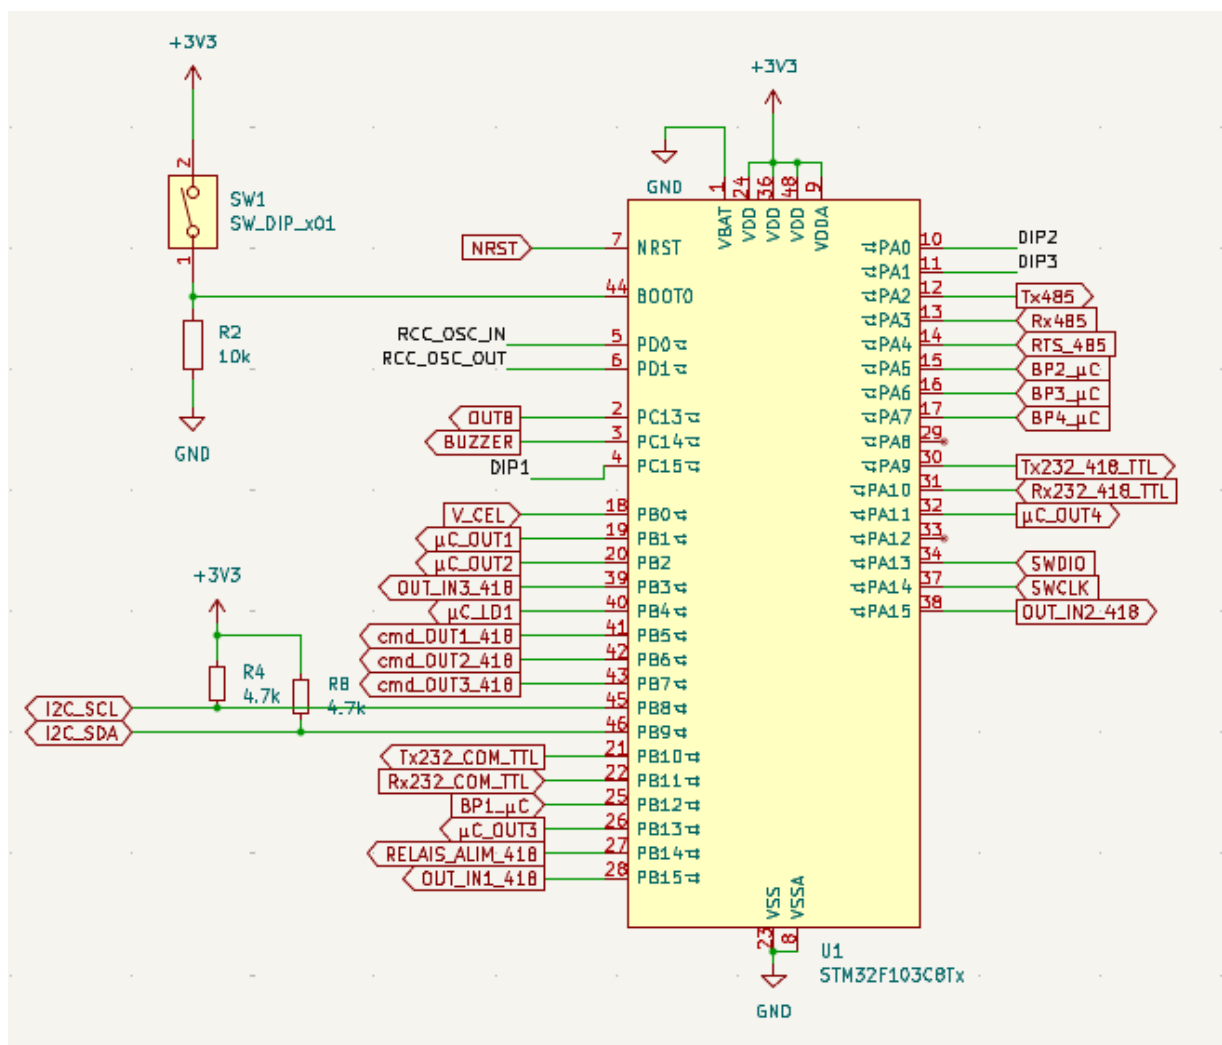 +3V3
+3V3
2
SW1
SW_DIP_x01
1
R2
10k
GND
GND
1
24
36
48
9
VBAT
VDD
VDD
VDD
VDDA
NRST
7
NRST
44
BOOT0
RCC_OSC_IN
5
PD0
RCC_OSC_OUT
6
PD1
OUT8
2
PC13
BUZZER
3
PC14
DIP1
4
PC15
V_CEL
18
PB0
µC_OUT1
19
PB1
µC_OUT2
20
PB2
OUT_IN3_418
39
PB3
µC_LD1
40
PB4
cmd_OUT1_418
41
PB5
cmd_OUT2_418
42
PB6
cmd_OUT3_418
43
PB7
+3V3
R4
4.7k
R8
4.7k
I2C_SCL
45
PB8
I2C_SDA
46
PB9
Tx232_COM_TTL
21
PB10
Rx232_COM_TTL
22
PB11
BP1_µC
25
PB12
µC_OUT3
26
PB13
RELAIS_ALIM_418
27
PB14
OUT_IN1_418
28
PB15
PA0
10
DIP2
PA1
11
DIP3
PA2
12
Tx485
PA3
13
Rx485
PA4
14
RTS_485
PA5
15
BP2_µC
PA6
16
BP3_µC
PA7
17
BP4_µC
PA8
29
PA9
30
Tx232_418_TTL
PA10
31
Rx232_418_TTL
PA11
32
µC_OUT4
PA12
33
PA13
34
SWDIO
PA14
37
SWCLK
PA15
38
OUT_IN2_418
VSS
VSSA
23
8
U1
STM32F103C8Tx
GND